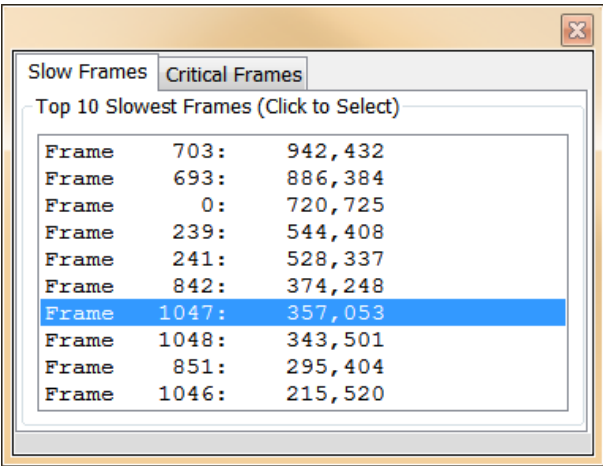 Slow Frames Critical Frames
Top 10 Slowest Frames (Click to Select)
Frame 703: 942,432
Frame 693: 886,384
Frame 0: 720,725
Frame 239: 544,408
Frame 241: 528,337
Frame 842: 374,248
Frame 1047: 357,053
Frame 1048: 343,501
Frame 851: 295,404
Frame 1046: 215,520